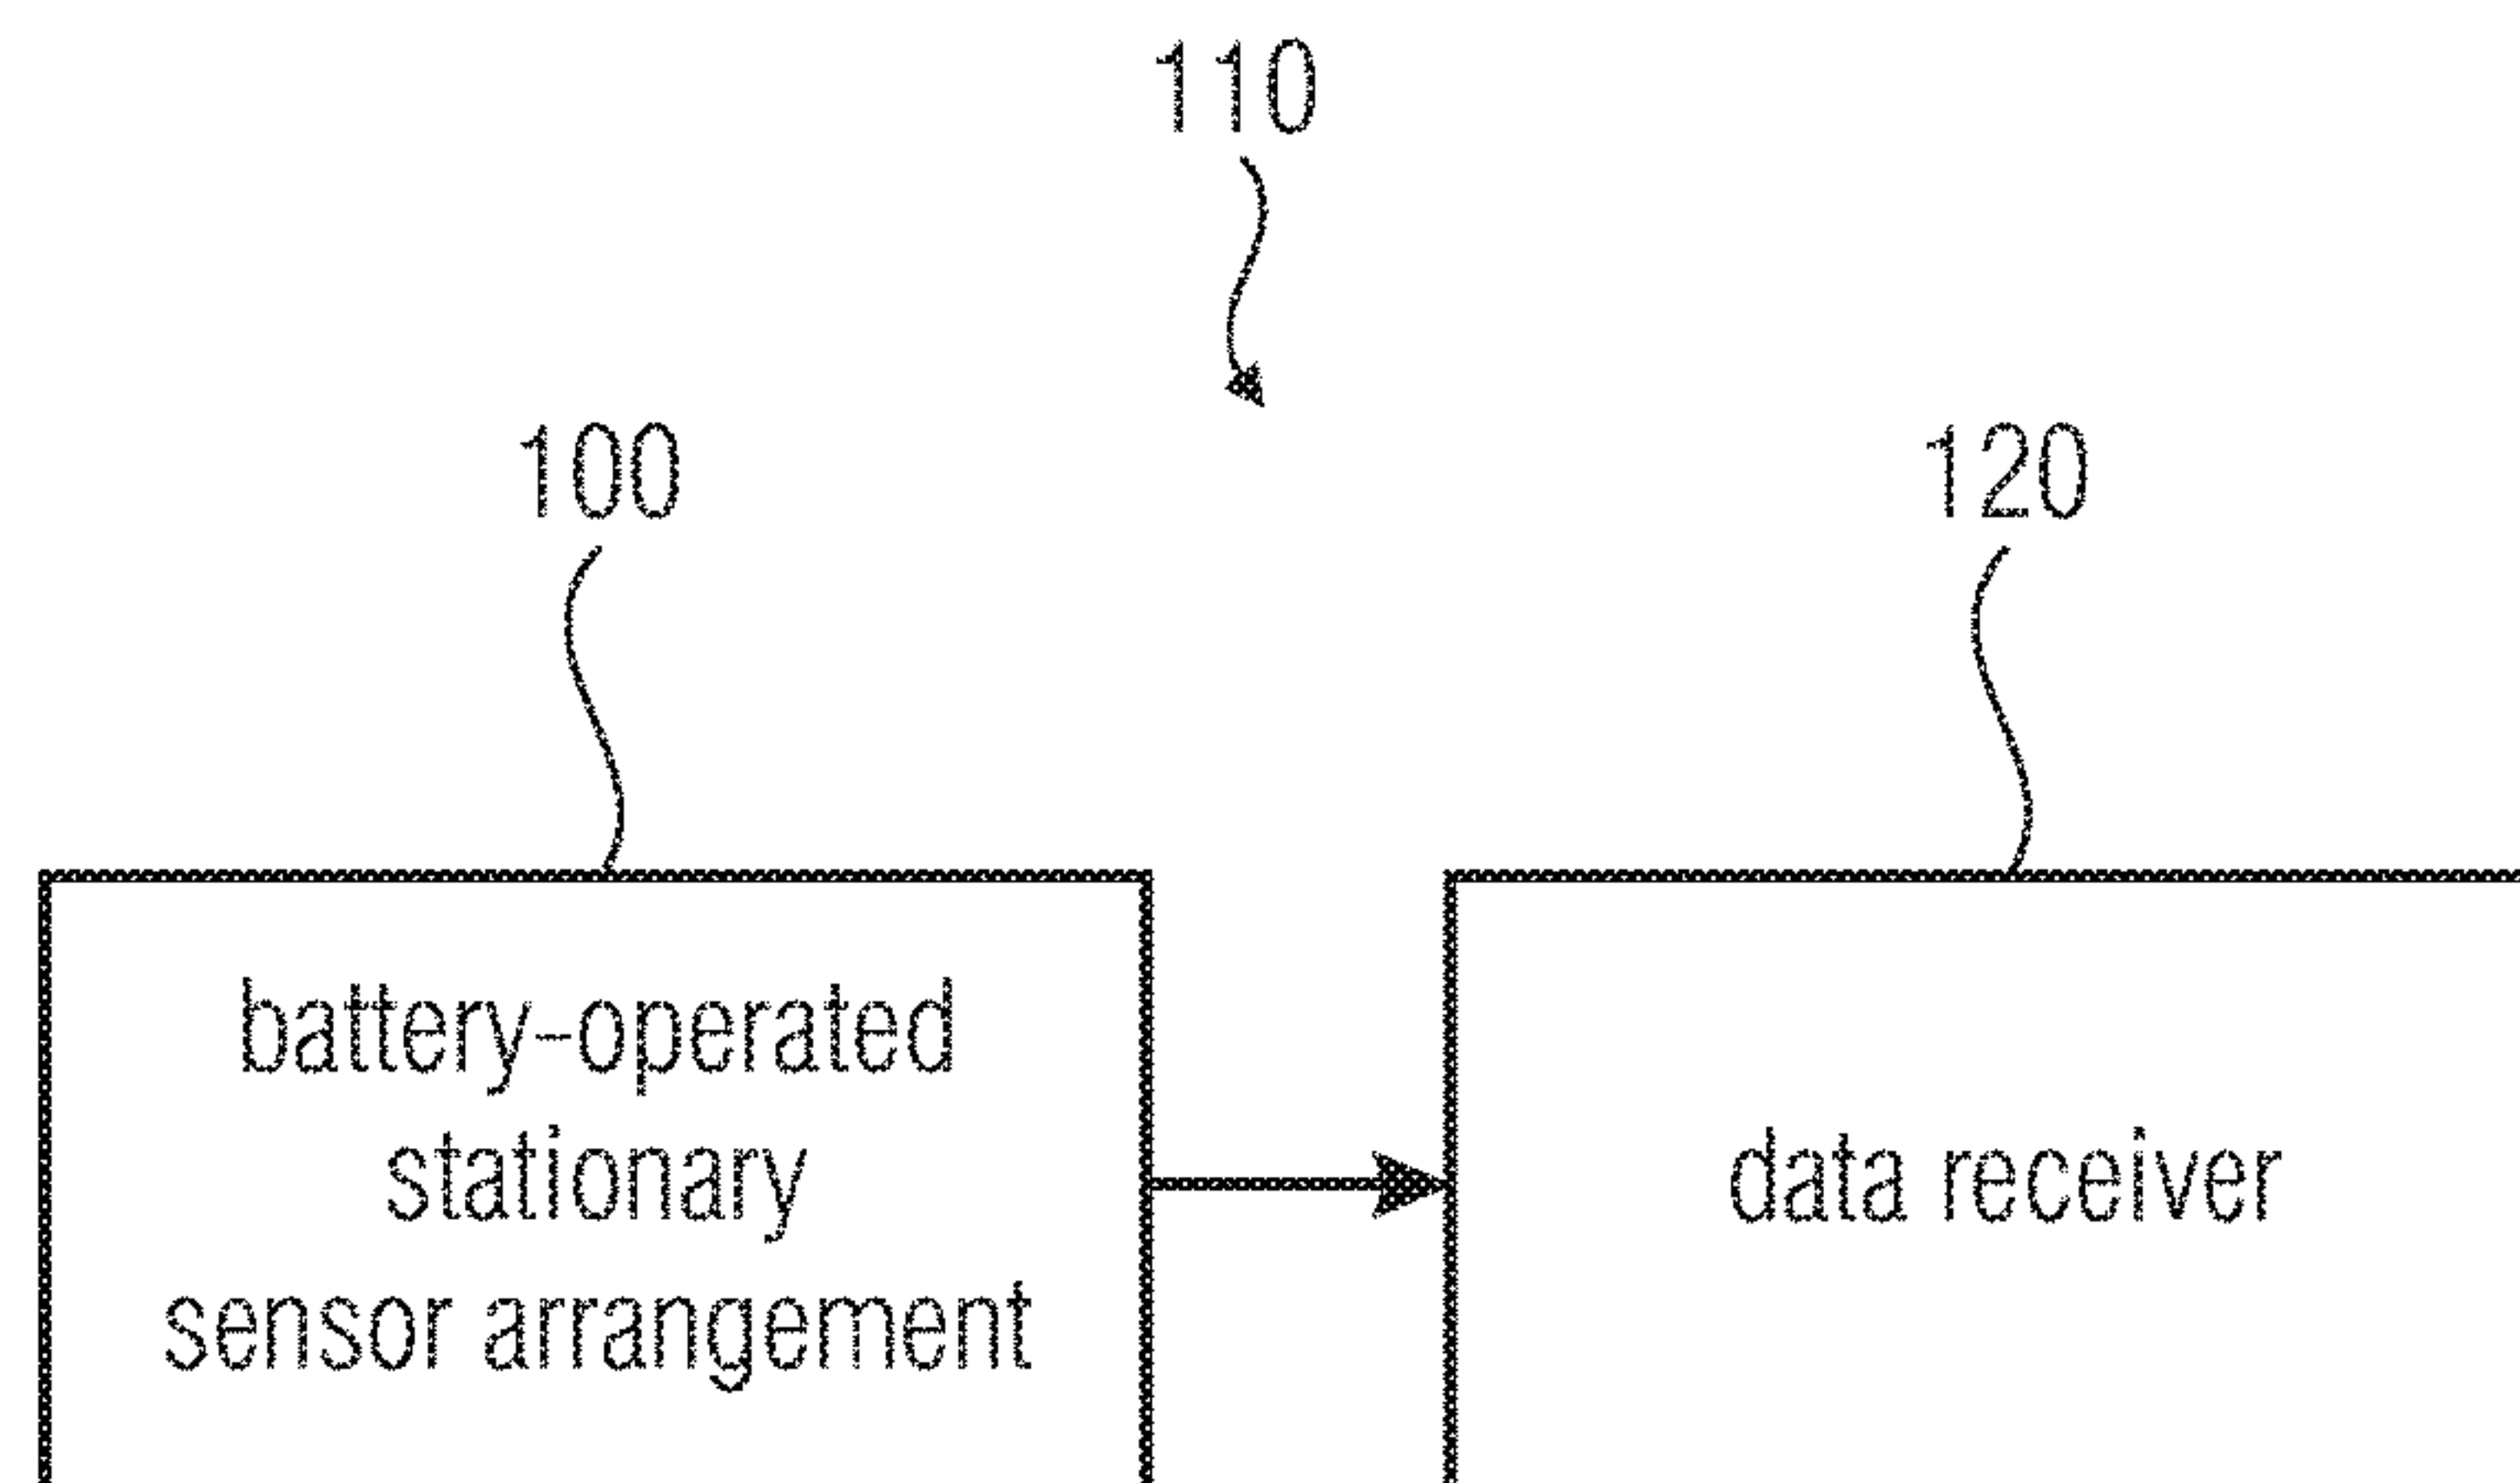 110
100
120
battery-operated
stationary
sensor arrangement
data receiver